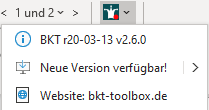 1 und 2
BKT r20-03-13 v2.6.0
Neue Version verfügbar!
Website: bkt-toolbox.de